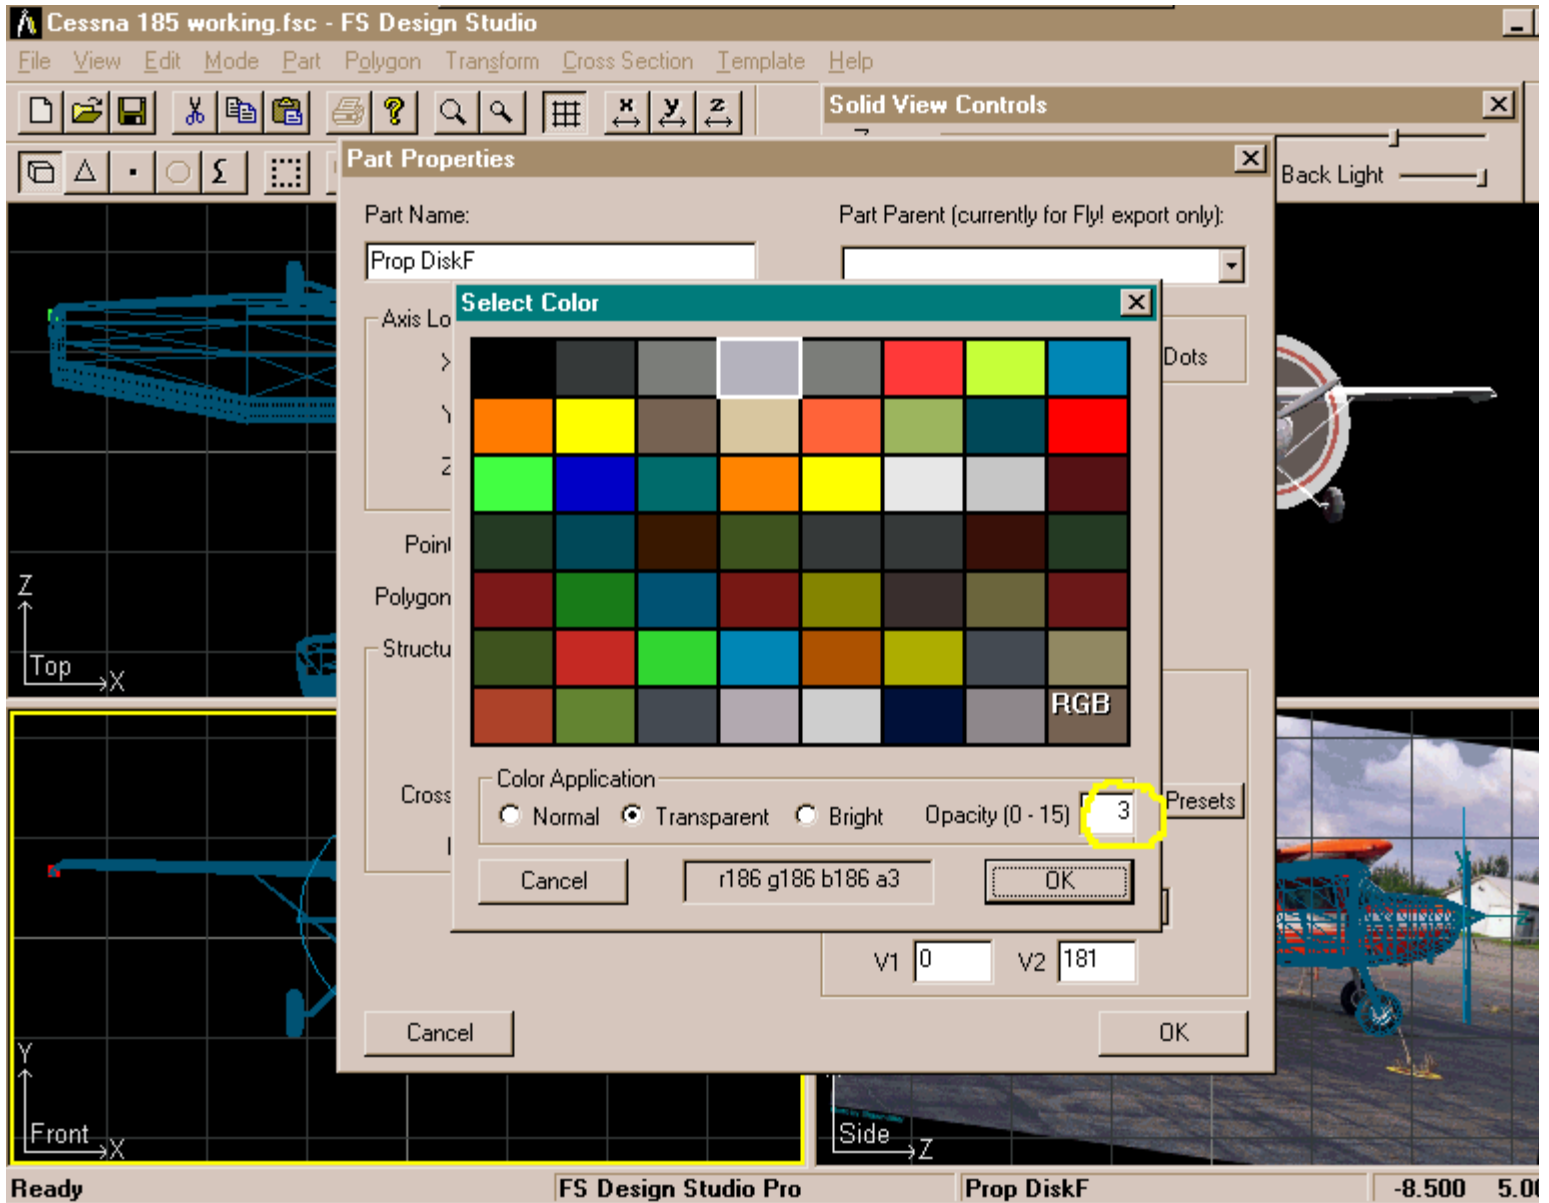 Cessna 185 working.fsc - FS Design Studio
File View Edit Mode Part Polygon Transform Cross Section Template Help
x y z
Solid View Controls
Back Light
Part Properties
Part Name:
Part Parent (currently for Fly! export only):
Prop DiskF
Select Color
Axis Lo
Dots
Point
Polygon
Structu
RGB
Color Application
Normal Transparent Bright Opacity (0 - 15) 3
Cross
Presets
Cancel r186 g186 b186 a3 OK
V1 0 V2 181
Cancel OK
Z
Top X
Y
Front X
Side Z
Ready FS Design Studio Pro Prop DiskF -8.500 5.00